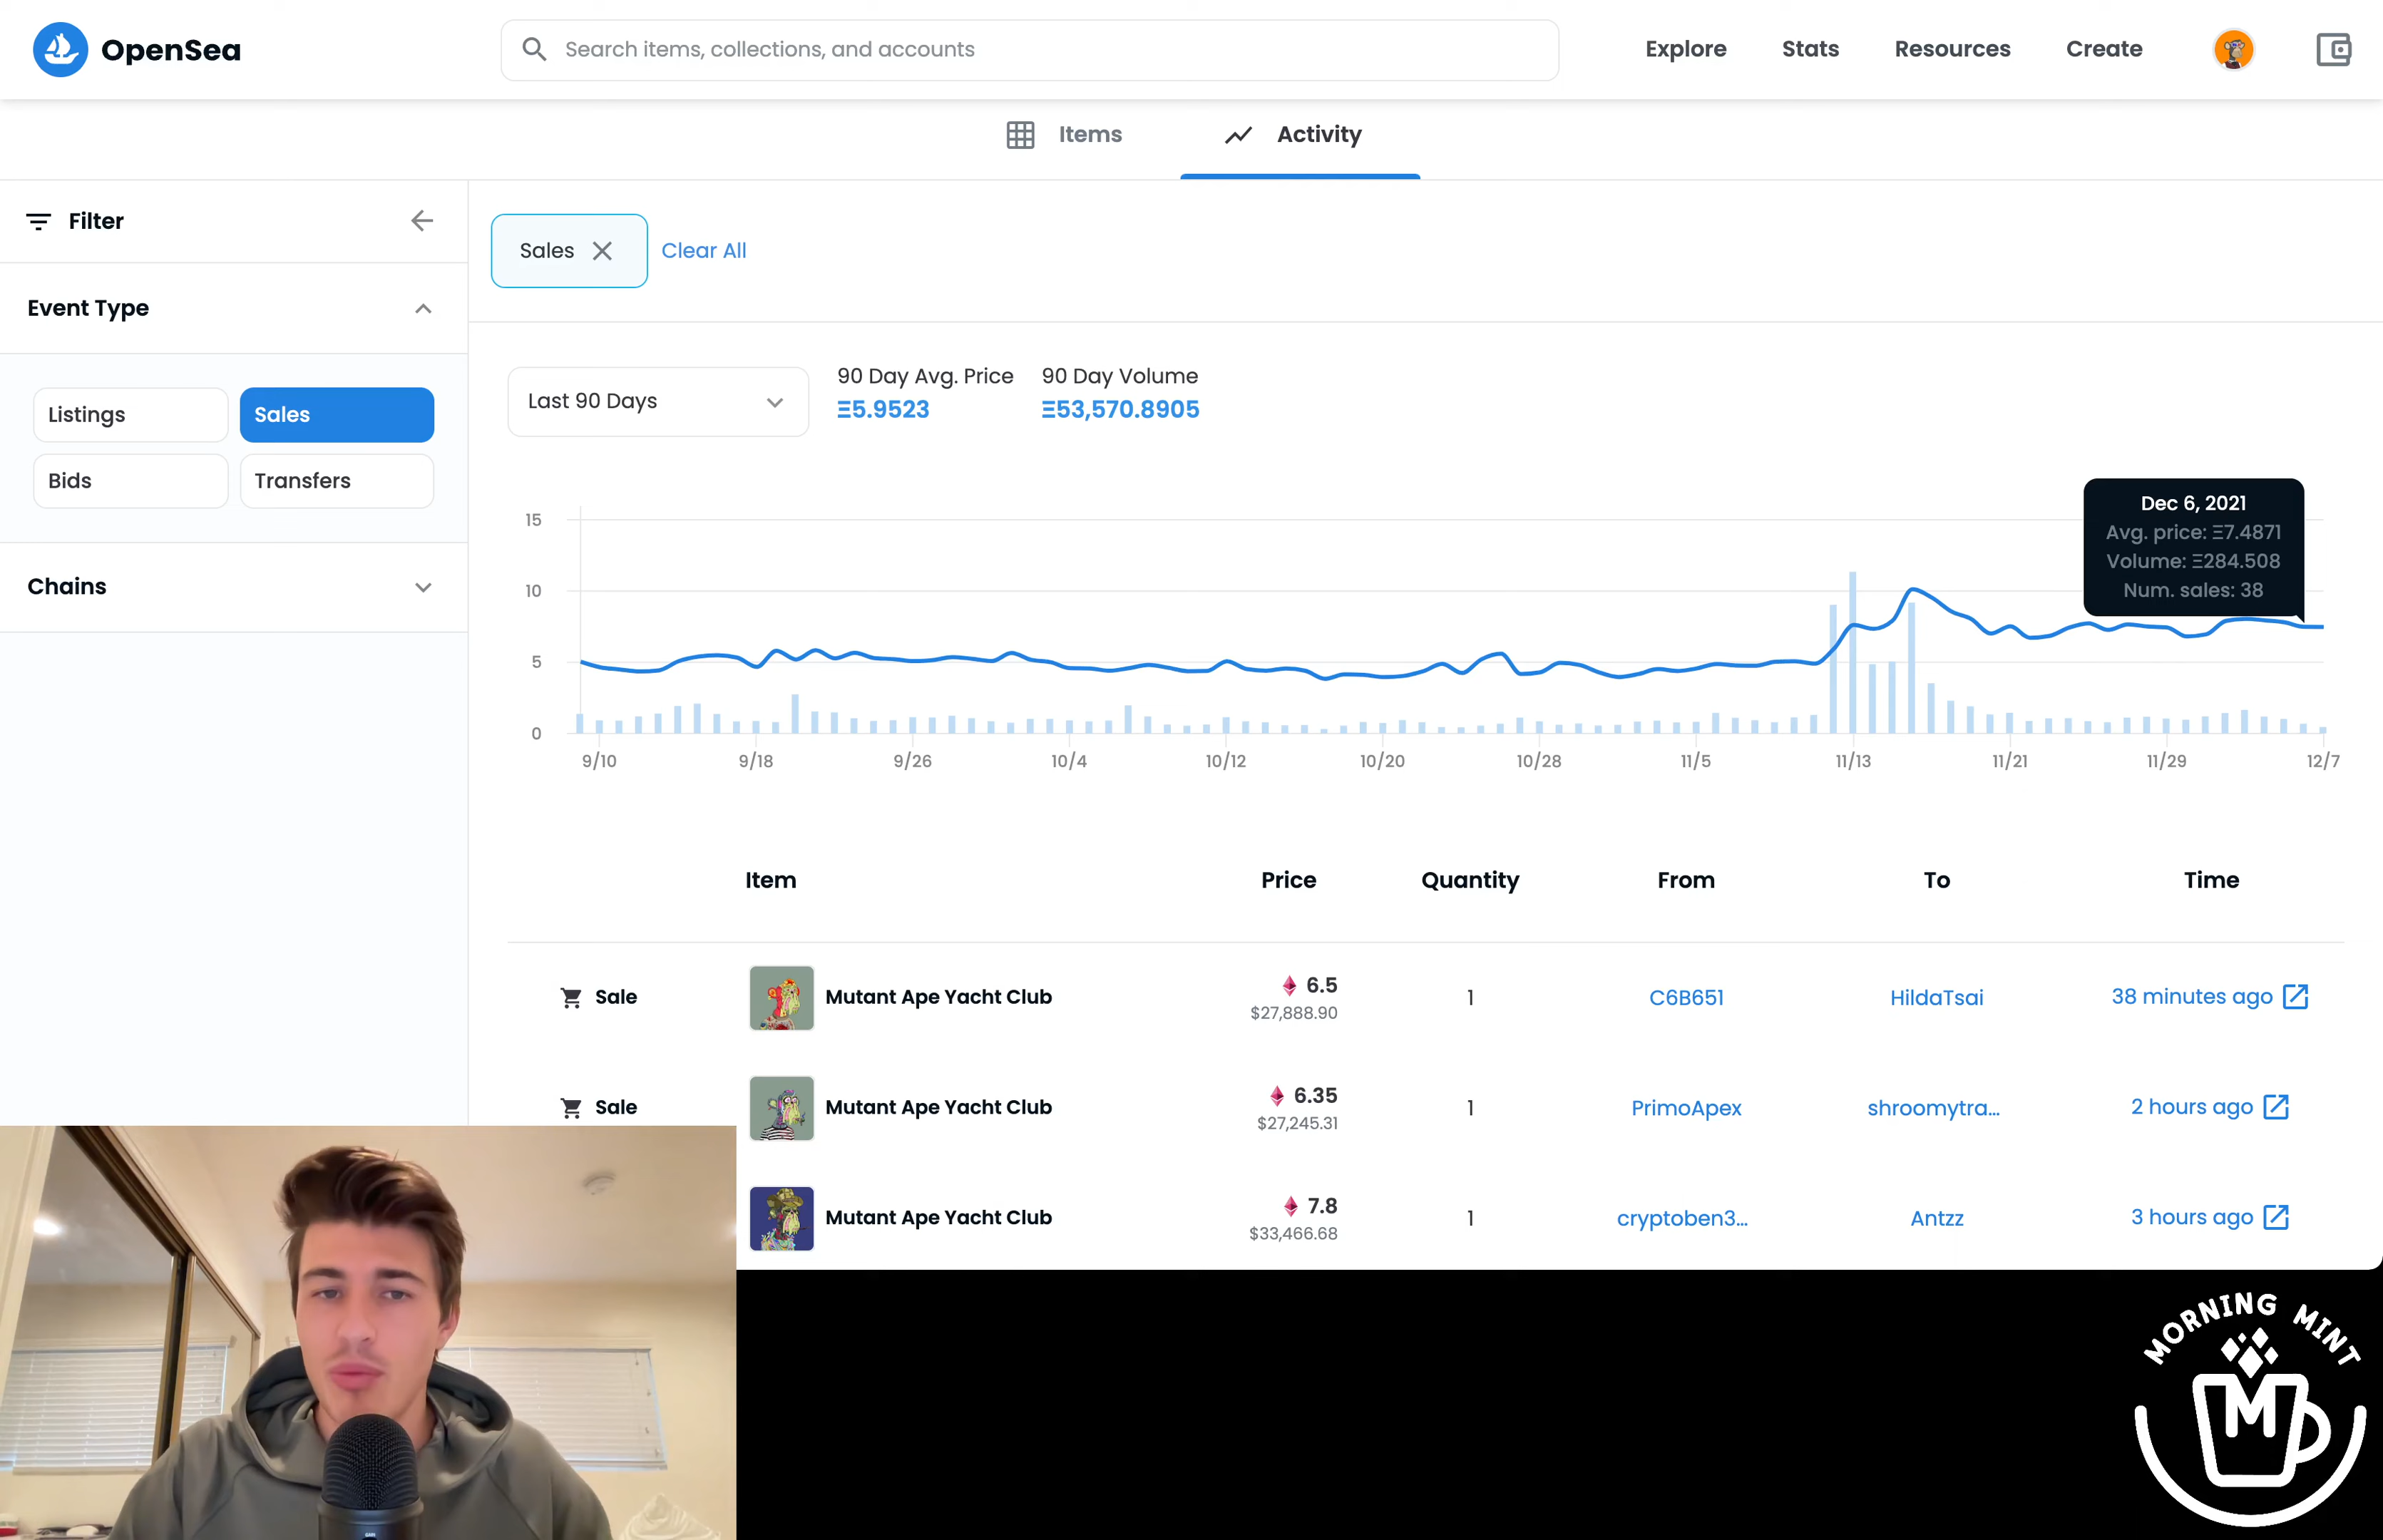 OpenSea
Search items, collections, and accounts
Explore
Stats
Resources
Create
Items
Activity
Filter
Event Type
Listings
Sales
Bids
Transfers
Chains
Sales
Clear All
Last 90 Days
90 Day Avg. Price
Ξ5.9523
90 Day Volume
Ξ53,570.8905
Dec 6, 2021
Avg. price: Ξ7.4871
Volume: Ξ284.508
Num. sales: 38
15
10
5
0
9/10 9/18 9/26 10/4 10/12 10/20 10/28 11/5 11/13 11/21 11/29 12/7
Item Price Quantity From To Time
Sale Mutant Ape Yacht Club 6.5 1 C6B651 HildaTsai 38 minutes ago
$27,888.90
Sale Mutant Ape Yacht Club 6.35 1 PrimoApex shroomytra... 2 hours ago
$27,245.31
Mutant Ape Yacht Club 7.8 1 cryptoben3... Antzz 3 hours ago
$33,466.68
MORNING MINT
M